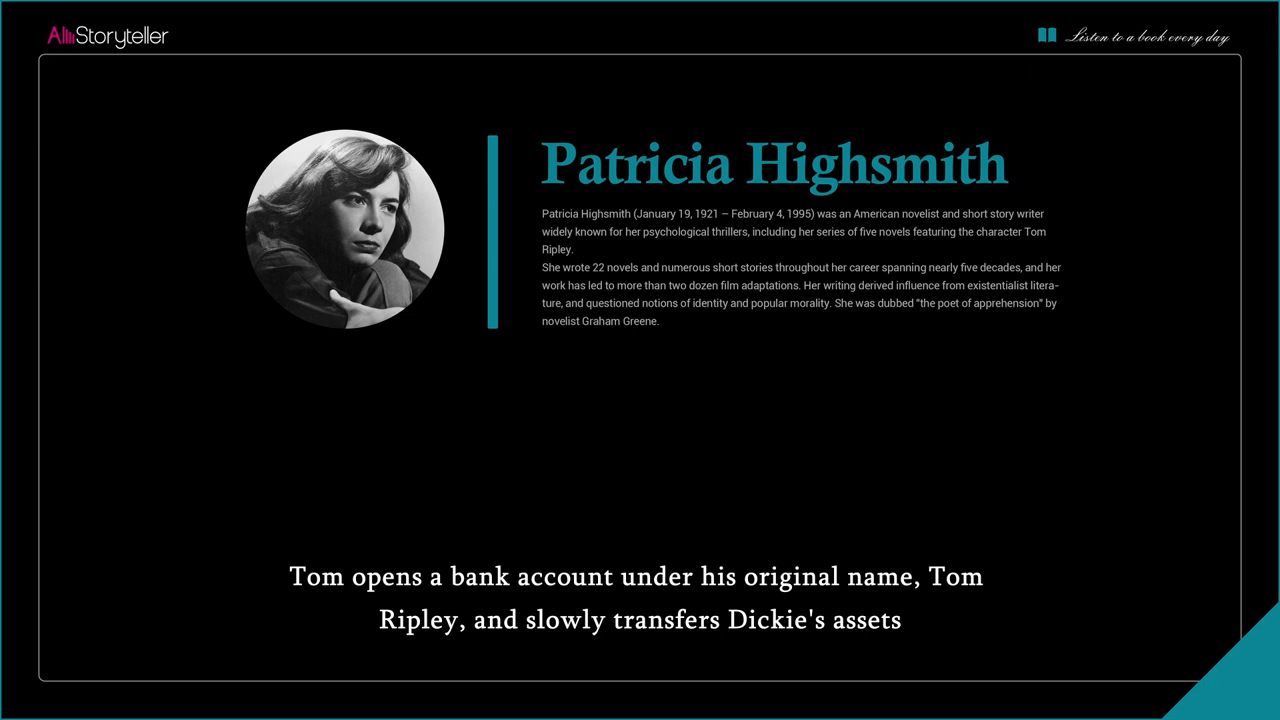 AllStoryteller
Listen to a book every day
Patricia Highsmith
Patricia Highsmith (January 19, 1921 – February 4, 1995) was an American novelist and short story writer
widely known for her psychological thrillers, including her series of five novels featuring the character Tom
Ripley.
She wrote 22 novels and numerous short stories throughout her career spanning nearly five decades, and her
work has led to more than two dozen film adaptations. Her writing derived influence from existentialist litera-
ture, and questioned notions of identity and popular morality. She was dubbed "the poet of apprehension" by
novelist Graham Greene.
Tom opens a bank account under his original name, Tom
Ripley, and slowly transfers Dickie's assets